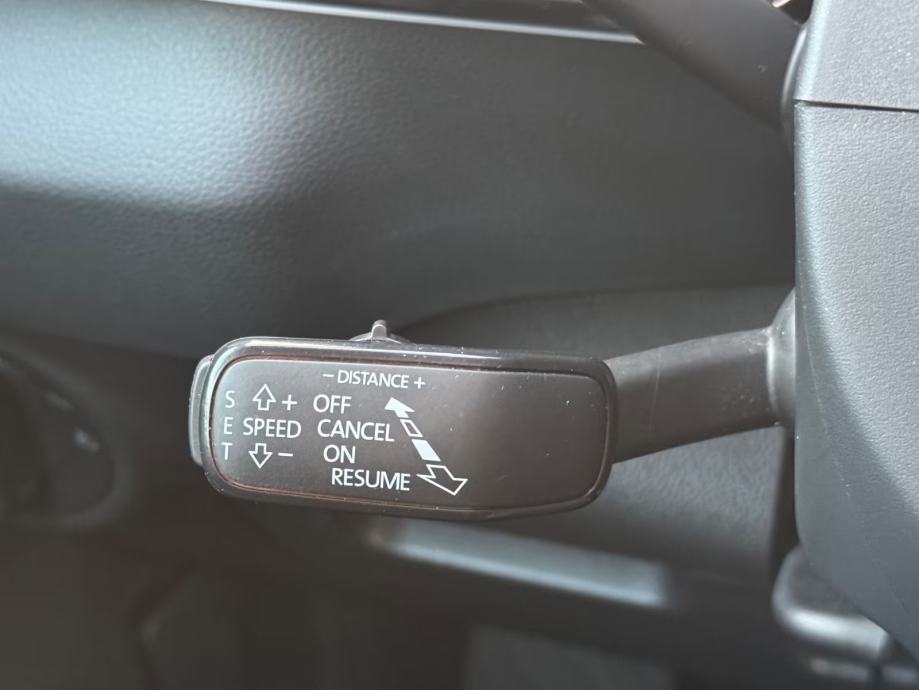 − DISTANCE +
S + OFF
E SPEED CANCEL
T − ON
RESUME